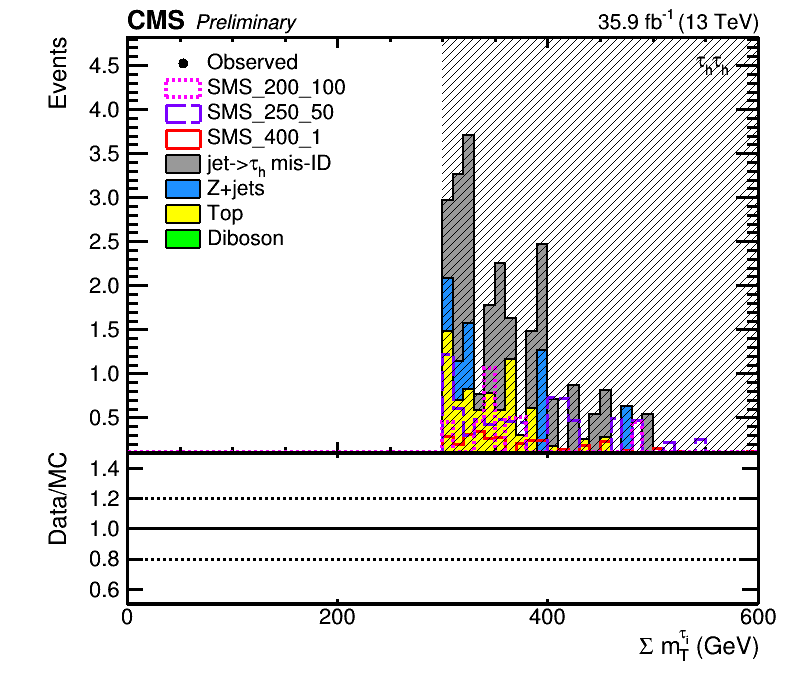 CMS Preliminary 35.9 fb⁻¹ (13 TeV)
Events
τₕτₕ
Observed
SMS_200_100
SMS_250_50
SMS_400_1
jet->τₕ mis-ID
Z+jets
Top
Diboson
4.5
4.0
3.5
3.0
2.5
2.0
1.5
1.0
0.5
Data/MC
1.4
1.2
1.0
0.8
0.6
0 200 400 600
Σ m_T^{τ_i} (GeV)